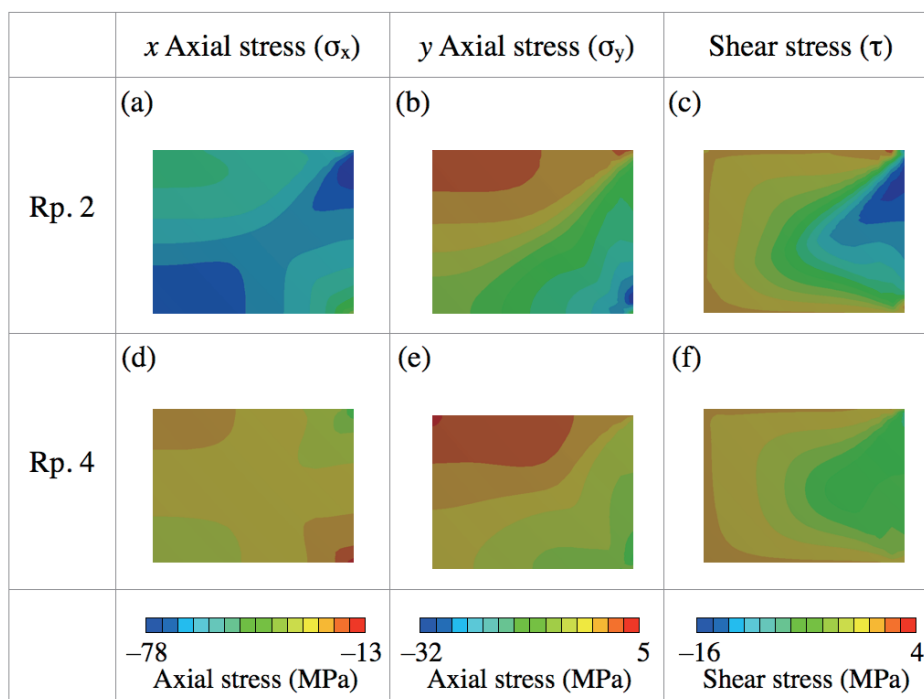 x Axial stress (σx) y Axial stress (σy) Shear stress (τ)
(a) (b) (c)
Rp. 2
(d) (e) (f)
Rp. 4
–78 –13 –32 5 –16 4
Axial stress (MPa) Axial stress (MPa) Shear stress (MPa)